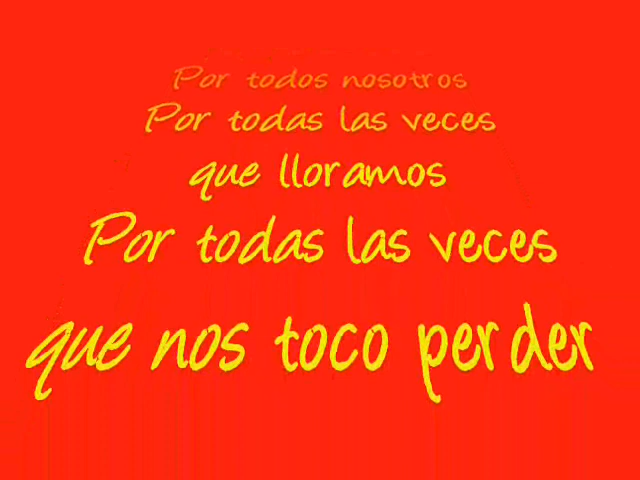 Por todos nosotros
Por todas las veces
que lloramos
Por todas las veces
que nos toco perder